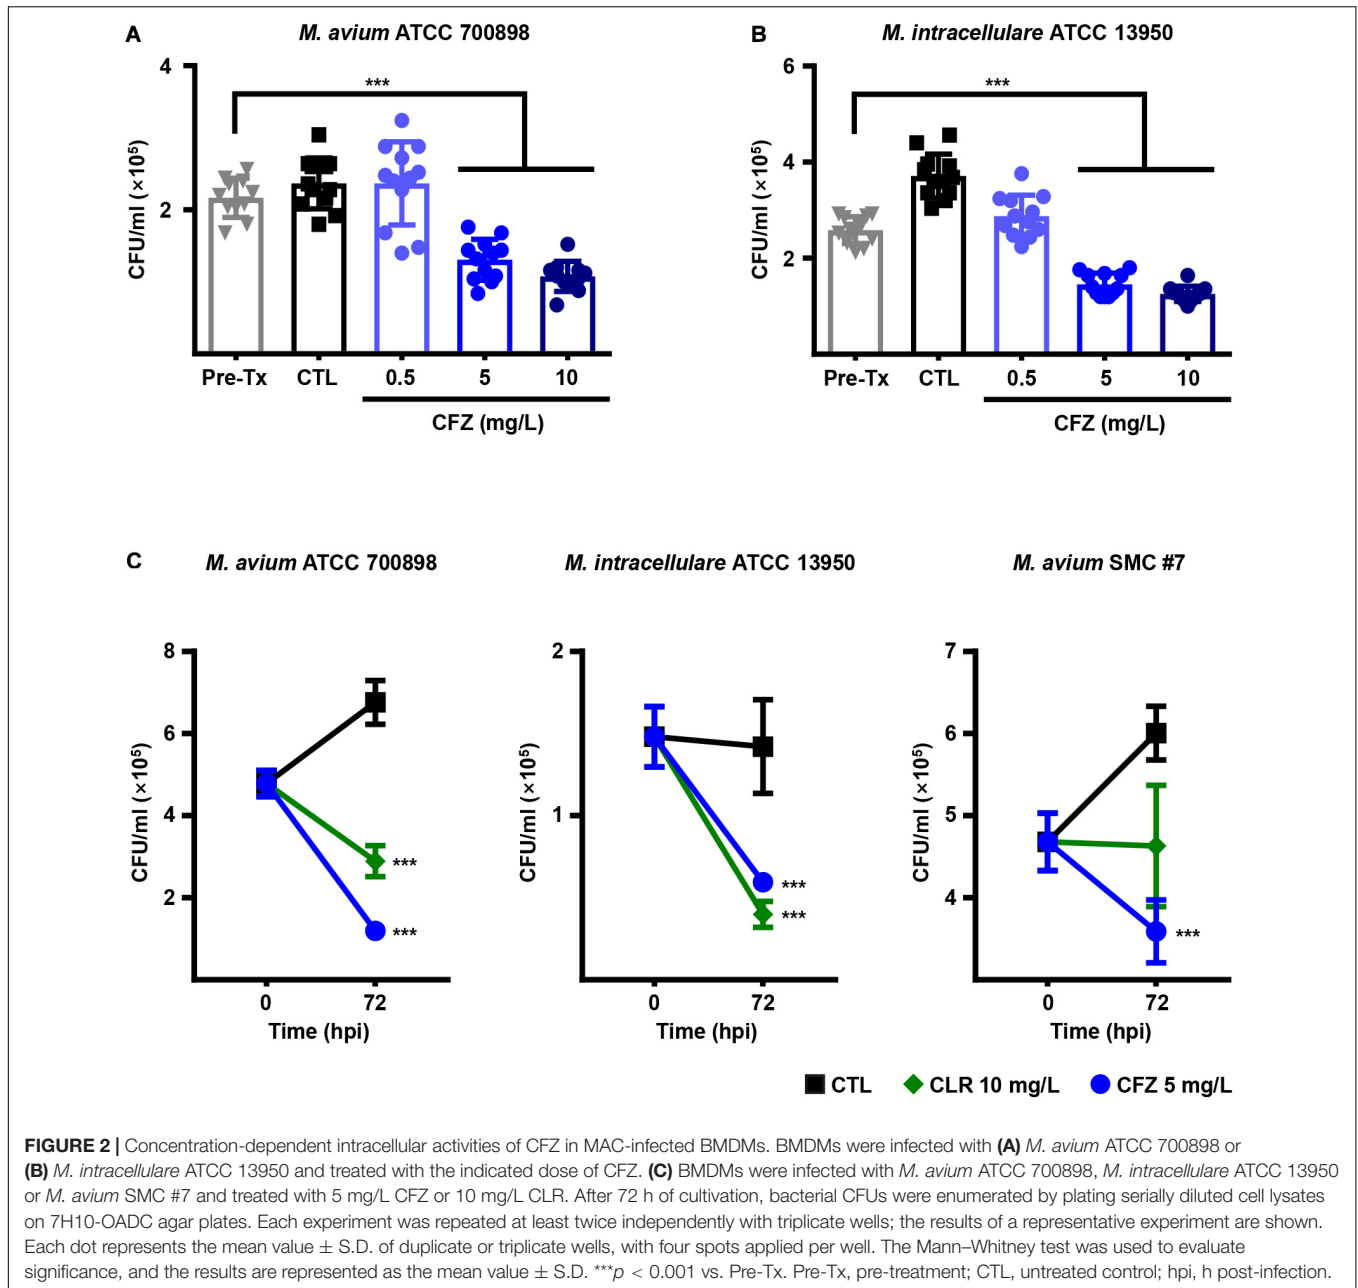 A
M. avium ATCC 700898
CFU/ml (×10⁵)
4
2
***
Pre-Tx CTL 0.5 5 10
CFZ (mg/L)
B
M. intracellulare ATCC 13950
CFU/ml (×10⁵)
6
4
2
***
Pre-Tx CTL 0.5 5 10
CFZ (mg/L)
C
M. avium ATCC 700898
CFU/ml (×10⁵)
8
6
4
2
***
***
0 72
Time (hpi)
M. intracellulare ATCC 13950
CFU/ml (×10⁵)
2
1
***
***
0 72
Time (hpi)
M. avium SMC #7
CFU/ml (×10⁵)
7
6
5
4
***
0 72
Time (hpi)
CTL CLR 10 mg/L CFZ 5 mg/L
FIGURE 2 | Concentration-dependent intracellular activities of CFZ in MAC-infected BMDMs. BMDMs were infected with (A) M. avium ATCC 700898 or
(B) M. intracellulare ATCC 13950 and treated with the indicated dose of CFZ. (C) BMDMs were infected with M. avium ATCC 700898, M. intracellulare ATCC 13950
or M. avium SMC #7 and treated with 5 mg/L CFZ or 10 mg/L CLR. After 72 h of cultivation, bacterial CFUs were enumerated by plating serially diluted cell lysates
on 7H10-OADC agar plates. Each experiment was repeated at least twice independently with triplicate wells; the results of a representative experiment are shown.
Each dot represents the mean value ± S.D. of duplicate or triplicate wells, with four spots applied per well. The Mann–Whitney test was used to evaluate
significance, and the results are represented as the mean value ± S.D. ***p < 0.001 vs. Pre-Tx. Pre-Tx, pre-treatment; CTL, untreated control; hpi, h post-infection.